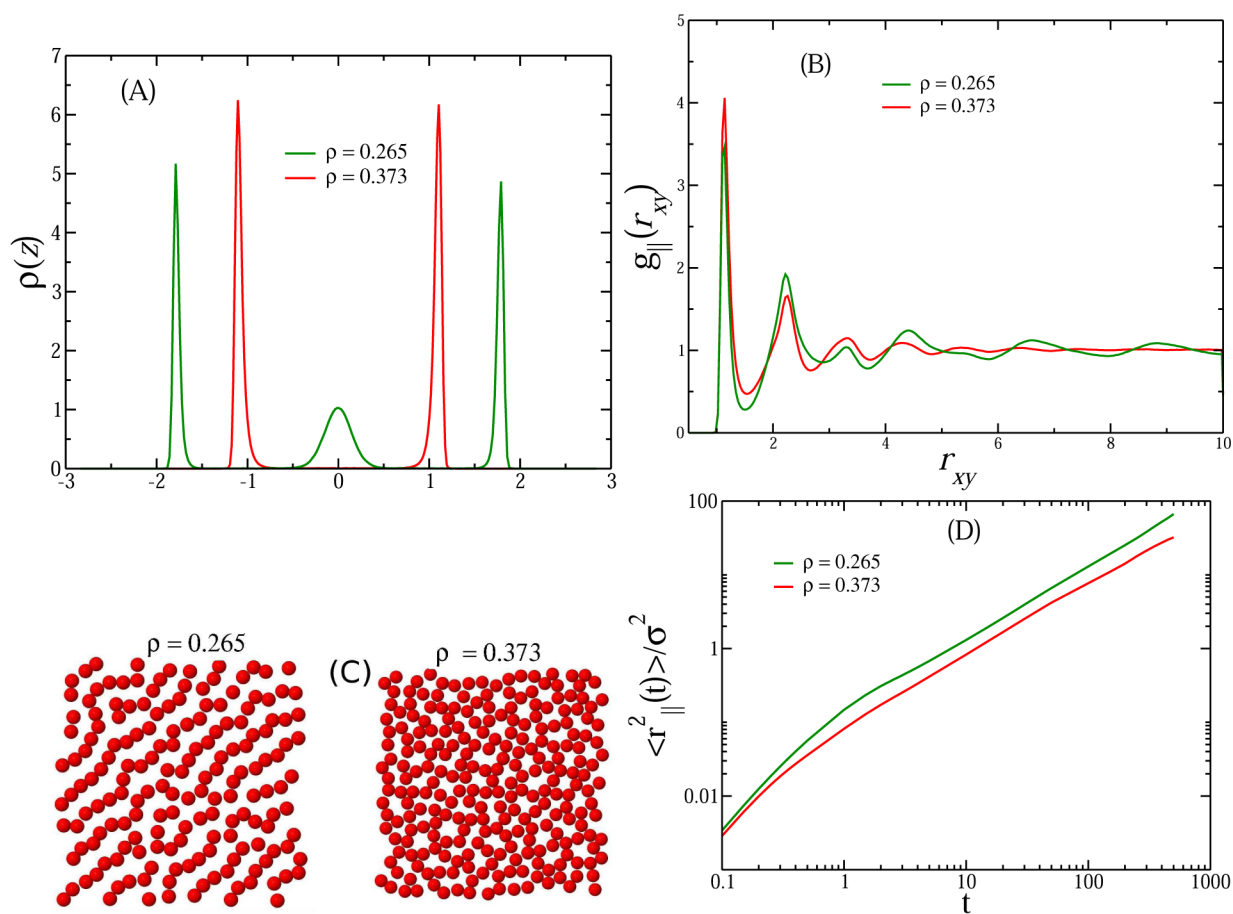 (A)
ρ = 0.265
ρ = 0.373
ρ(z)
7
6
5
4
3
2
1
0
-3 -2 -1 0 1 2 3
(B)
ρ = 0.265
ρ = 0.373
g||(rxy)
5
4
3
2
1
0
2 4 6 8 10
rxy
ρ = 0.265
(C)
ρ = 0.373
(D)
ρ = 0.265
ρ = 0.373
<r²||(t)>/σ²
100
1
0.01
0.1 1 10 100 1000
t